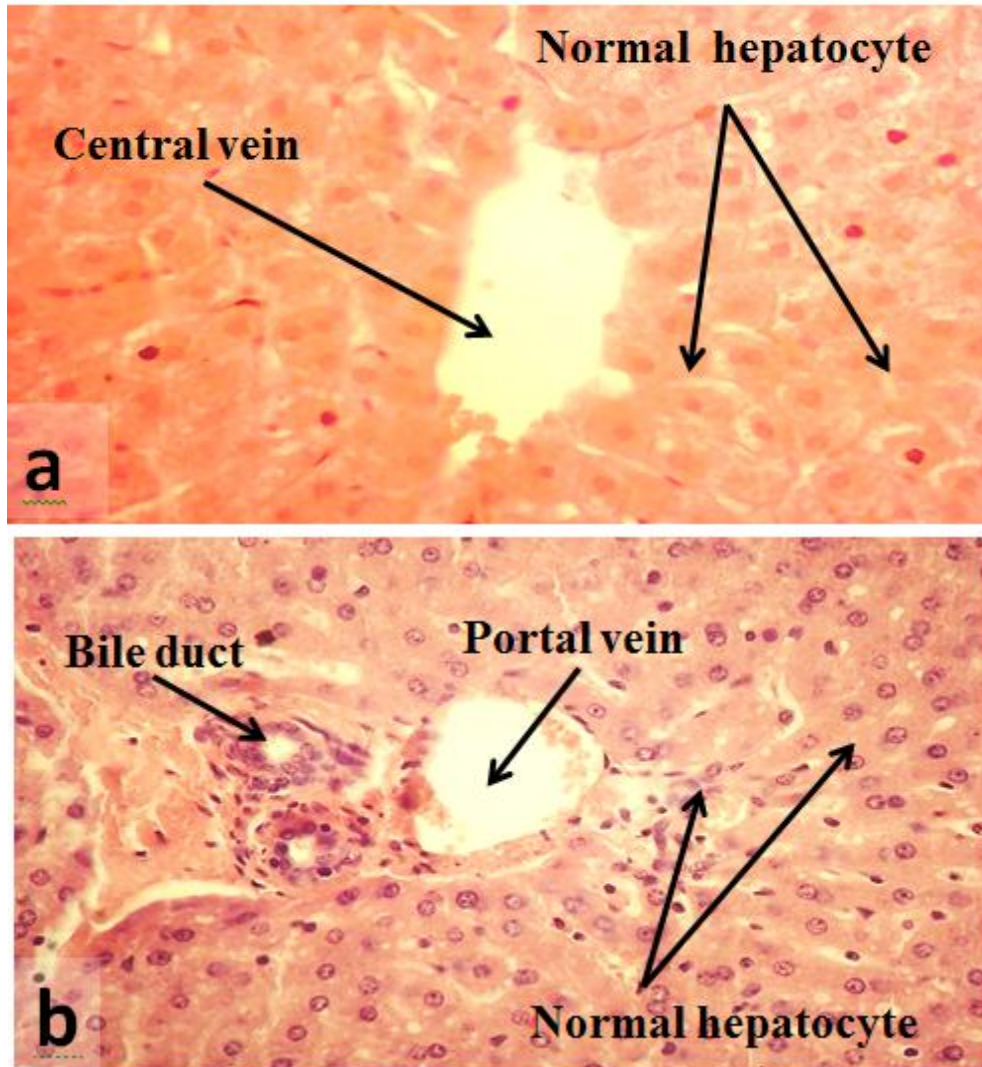 Normal hepatocyte
Central vein
a
Bile duct
Portal vein
Normal hepatocyte
b